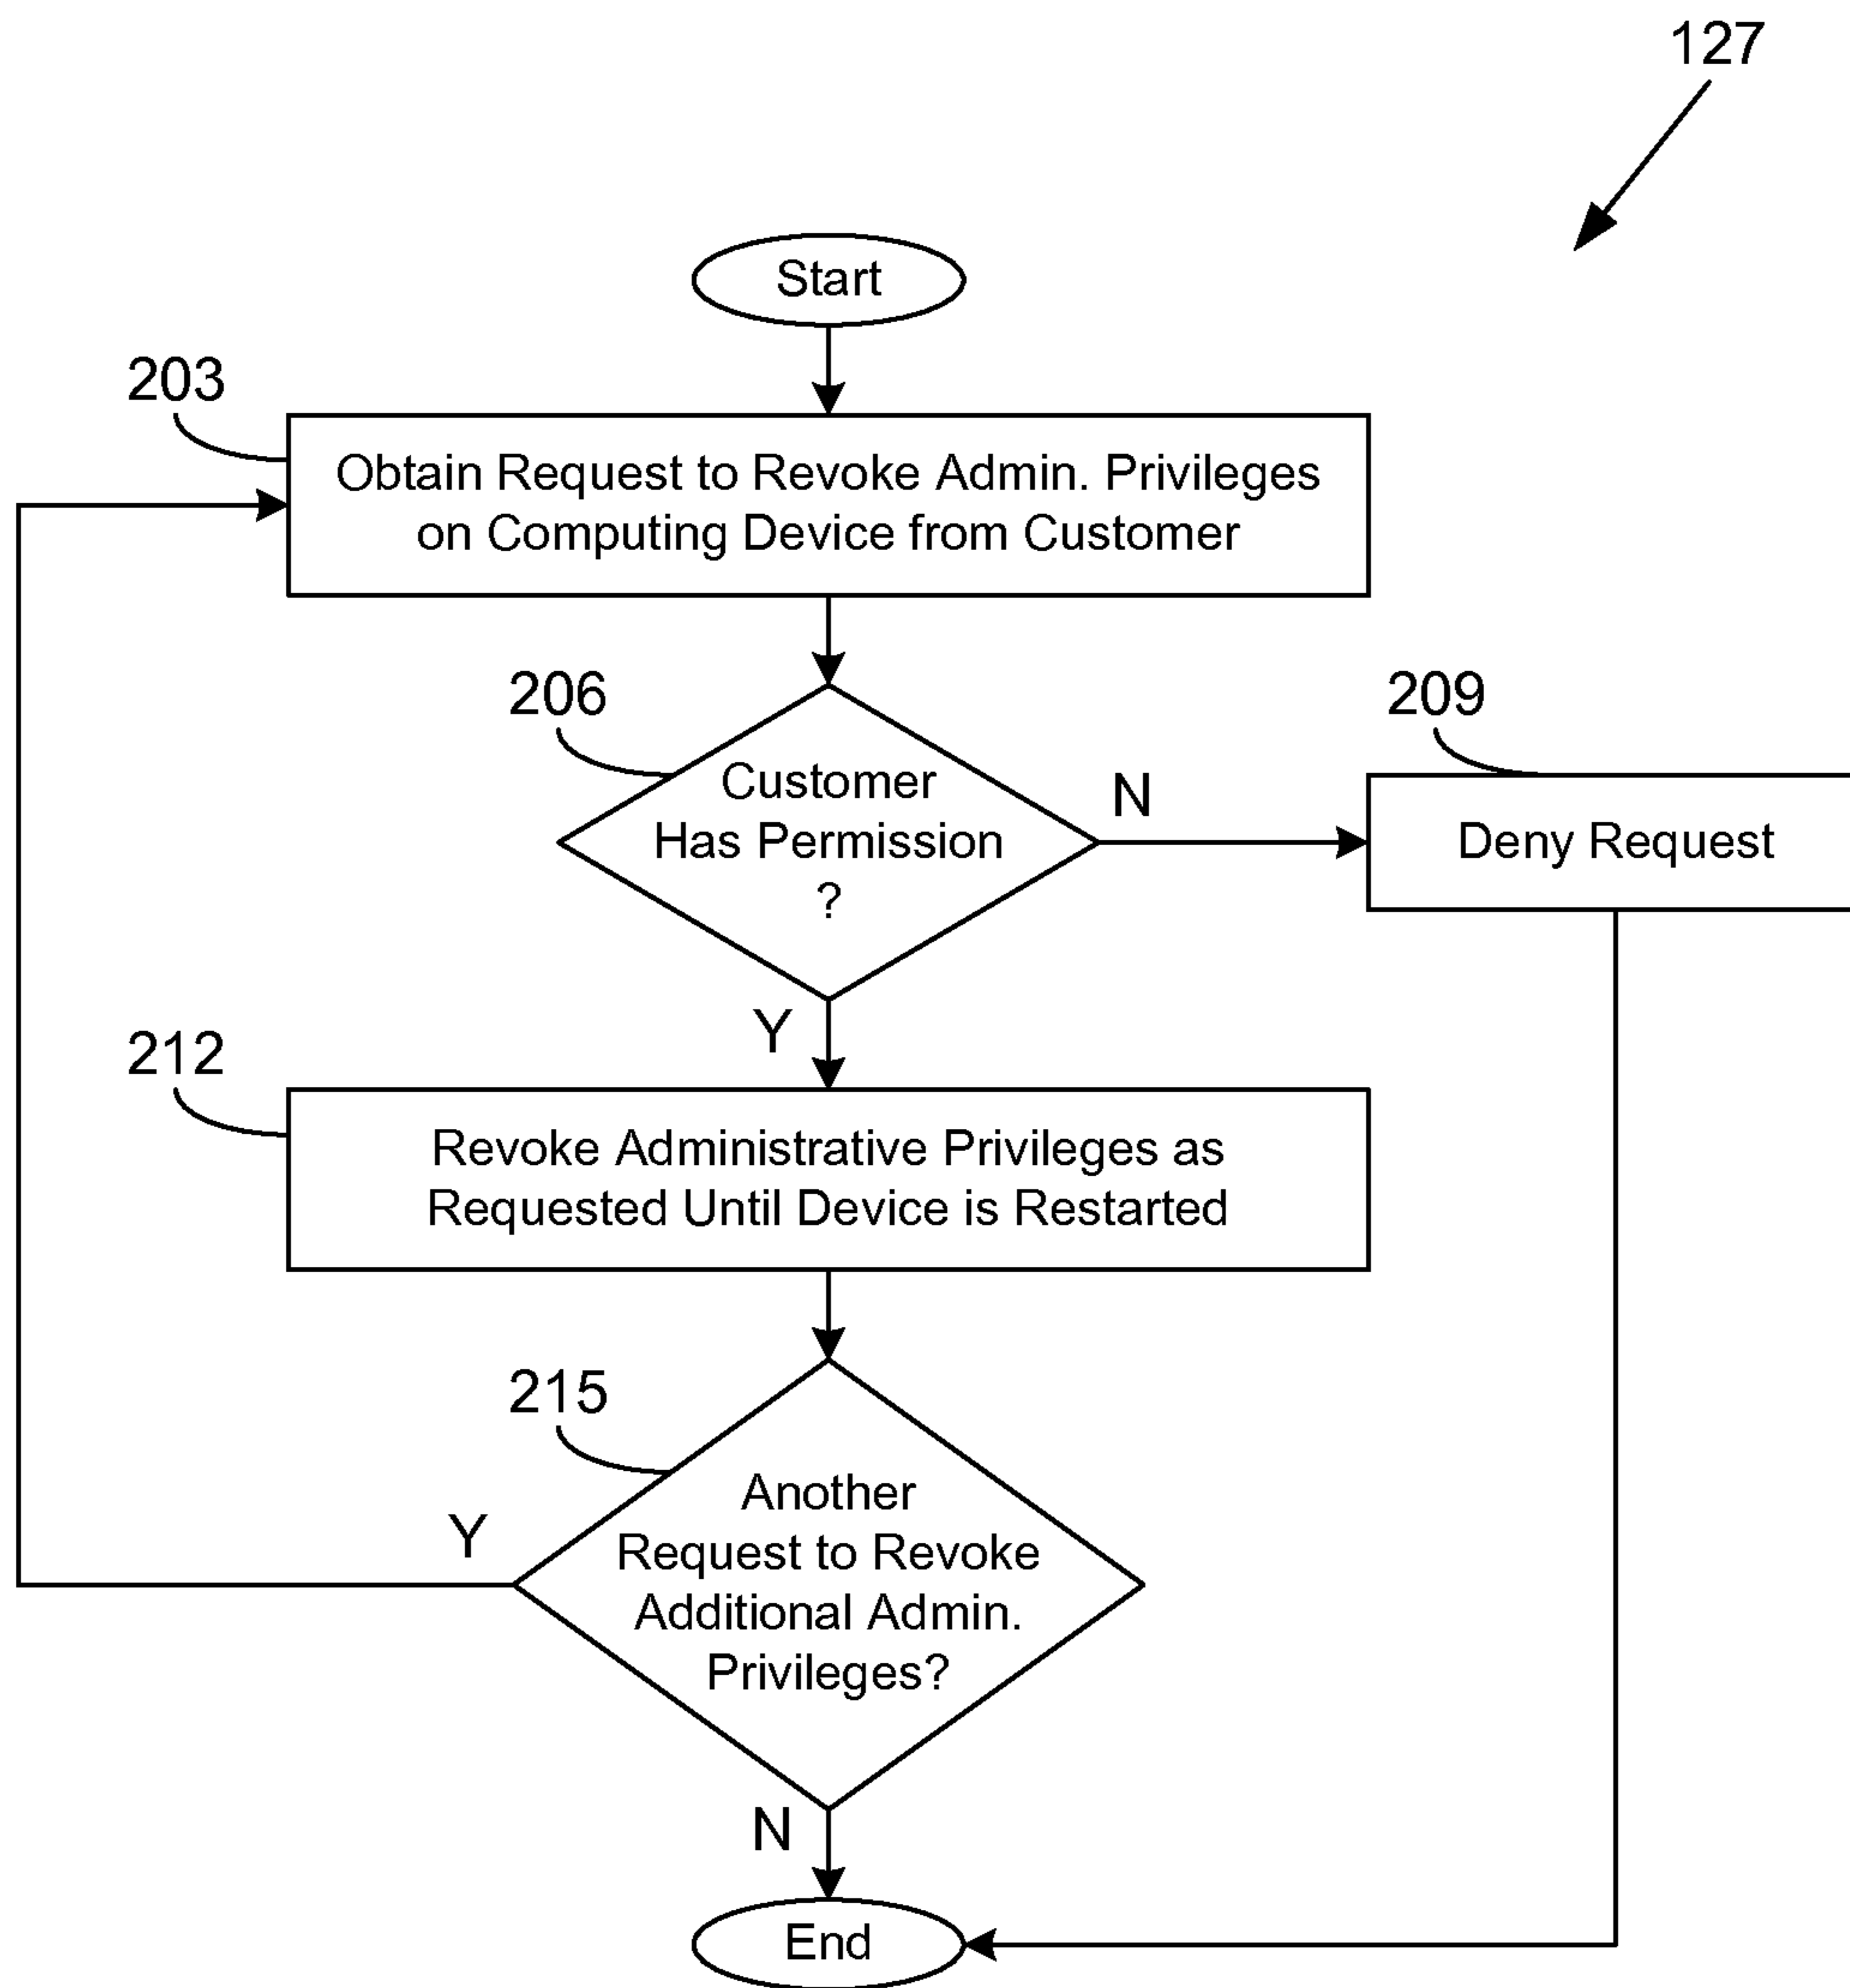 127
Start
203
Obtain Request to Revoke Admin. Privileges
on Computing Device from Customer
206
209
Customer
Has Permission
?
N
Deny Request
Y
212
Revoke Administrative Privileges as
Requested Until Device is Restarted
215
Another
Request to Revoke
Additional Admin.
Privileges?
Y
N
End